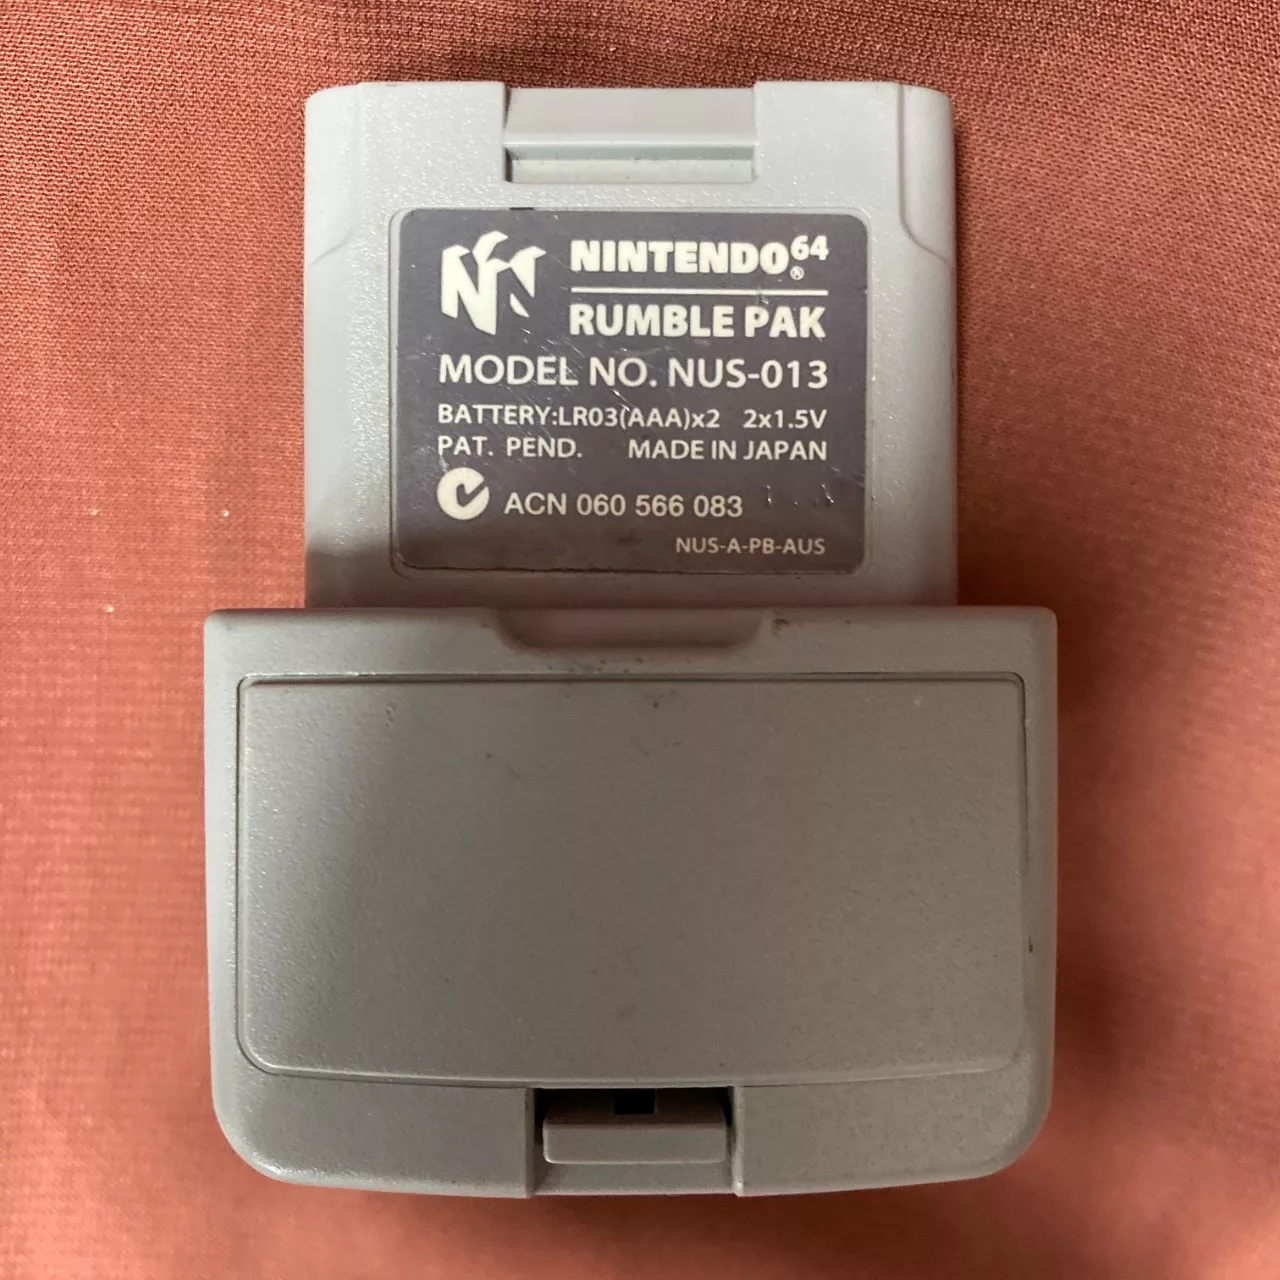 NINTENDO64®
RUMBLE PAK
MODEL NO. NUS-013
BATTERY:LR03(AAA)x2 2x1.5V
PAT. PEND. MADE IN JAPAN
ACN 060 566 083
NUS-A-PB-AUS